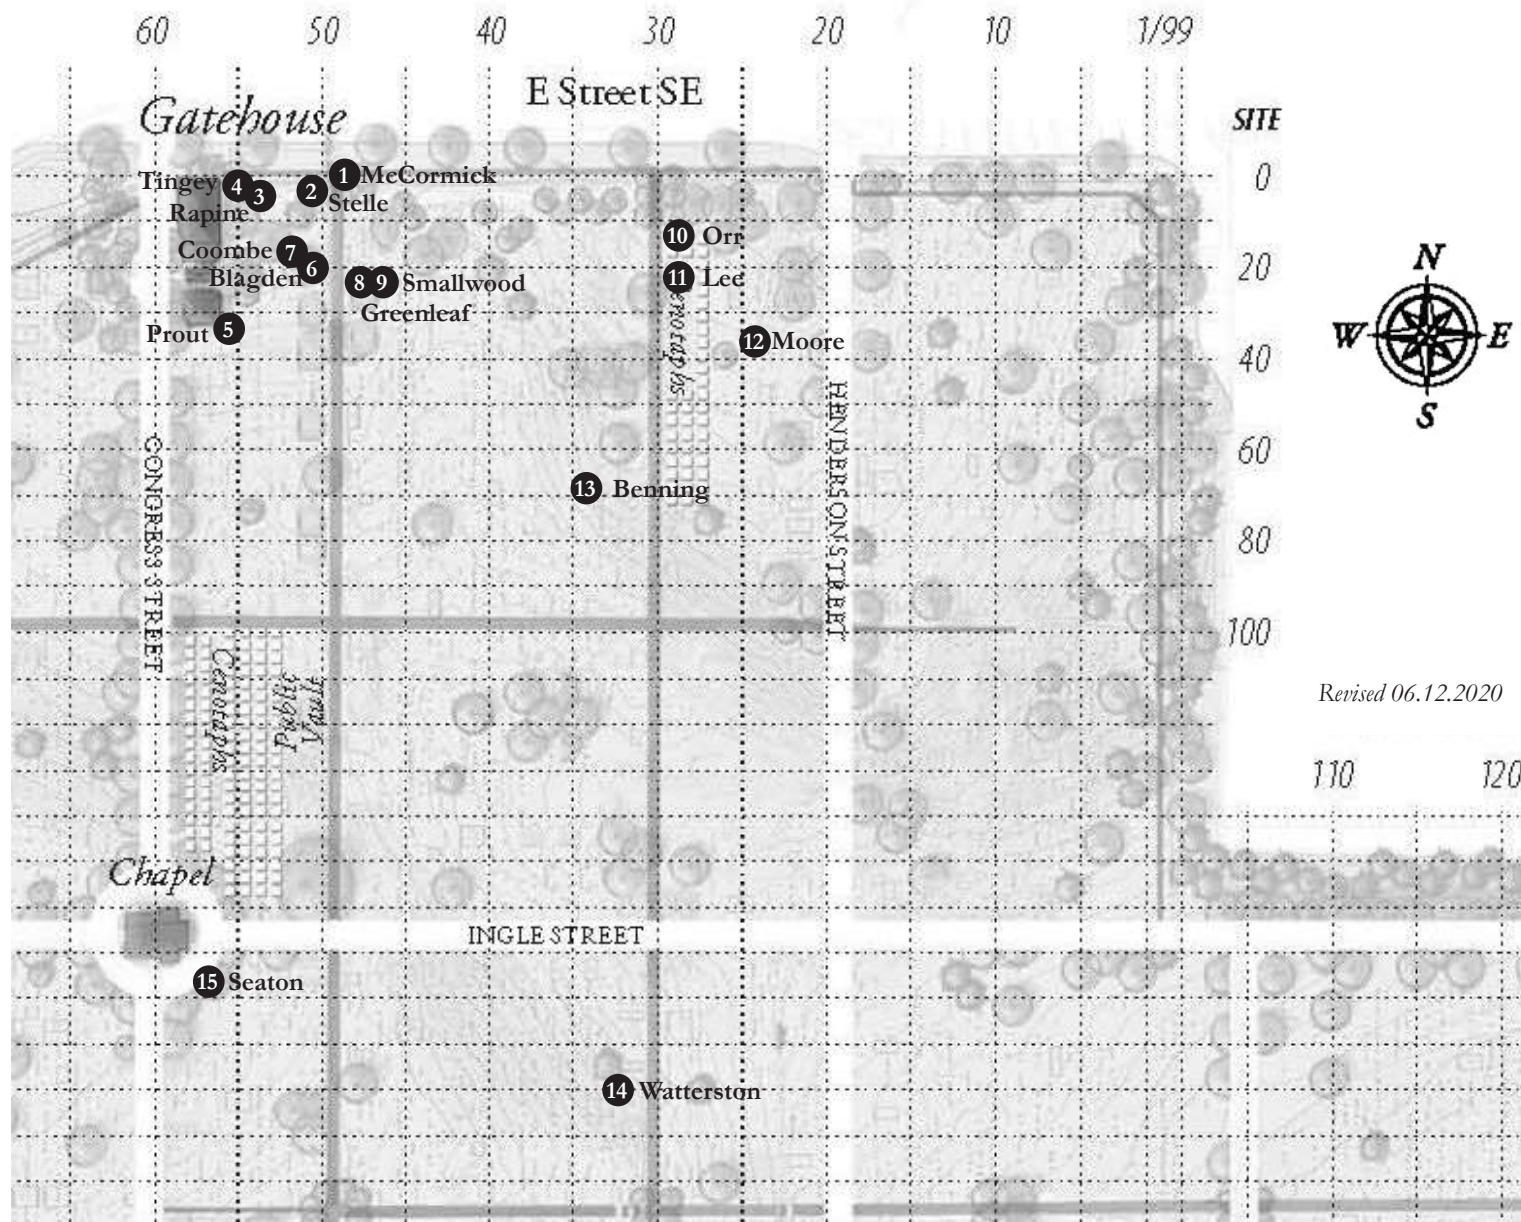 60 50 40 30 20 10 1/99
E Street SE
Gatehouse
SITE
0
20
40
60
80
100
N
W E
S
1 McCormick
2 Stelle
Tingey 4
Rapine 3
Coombe 7
Blagden 6
8 9 Smallwood
Greenleaf
Prout 5
10 Orr
11 Lee
Cenotaphs
12 Moore
13 Benning
CONGRESS STREET
HENDERSON STREET
Cenotaphs
Public
Vault
Revised 06.12.2020
110 120
Chapel
INGLE STREET
15 Seaton
14 Watterston